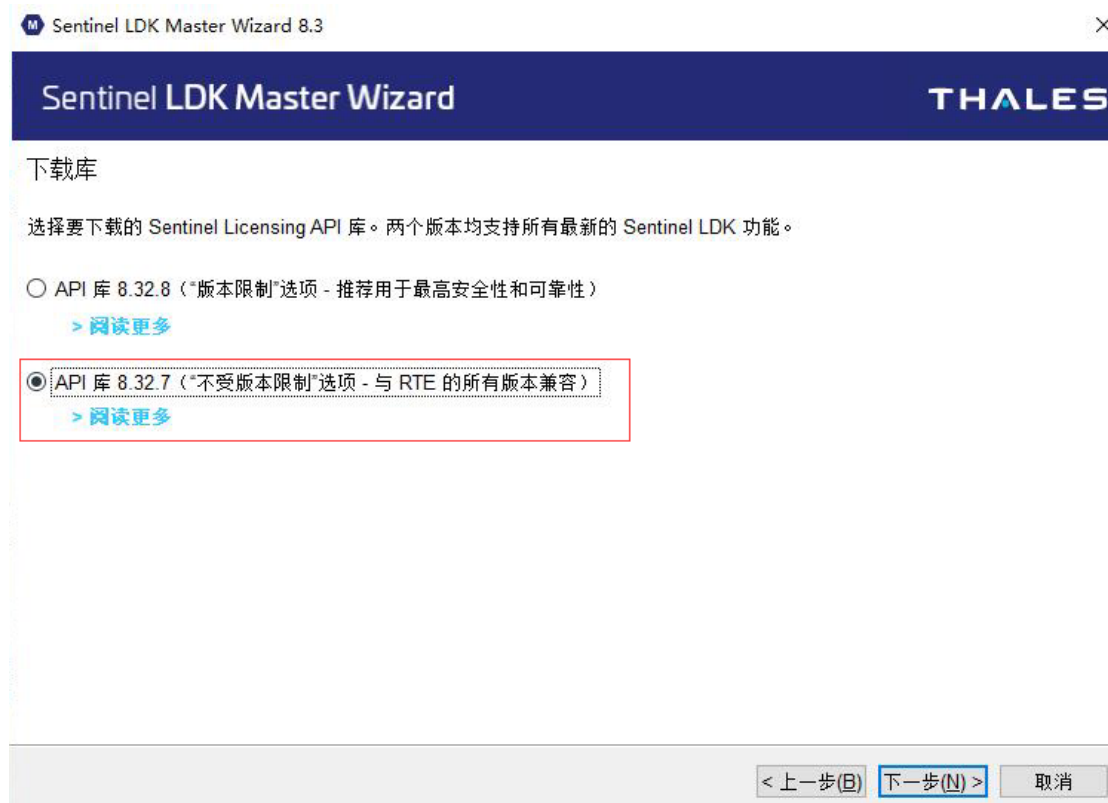 M Sentinel LDK Master Wizard 8.3
Sentinel LDK Master Wizard
THALES
下载库
选择要下载的 Sentinel Licensing API 库。两个版本均支持所有最新的 Sentinel LDK 功能。
API 库 8.32.8（“版本限制”选项 - 推荐用于最高安全性和可靠性）
> 阅读更多
API 库 8.32.7（“不受版本限制”选项 - 与 RTE 的所有版本兼容）
> 阅读更多
< 上一步(B) 下一步(N) > 取消